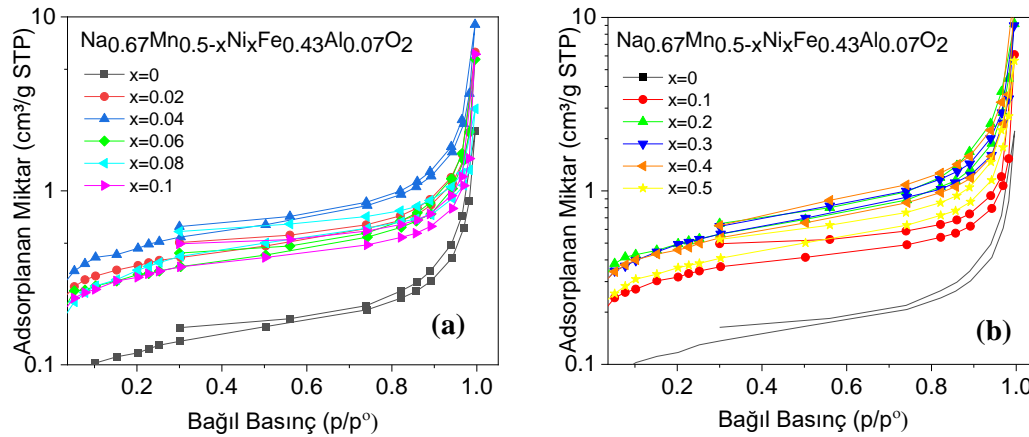 (a)
Na0.67Mn0.5-xNixFe0.43Al0.07O2
x=0
x=0.02
x=0.04
x=0.06
x=0.08
x=0.1
10
1
0.1
Adsorplanan Miktar (cm³/g STP)
0.2 0.4 0.6 0.8 1.0
Bağıl Basınç (p/pº)
(a)
b)
Na0.67Mn0.5-xNixFe0.43Al0.07O2
x=0
x=0.1
x=0.2
x=0.3
x=0.4
x=0.5
10
1
0.1
Adsorplanan Miktar (cm³/g STP)
0.2 0.4 0.6 0.8 1.0
Bağıl Basınç (p/pº)
(b)